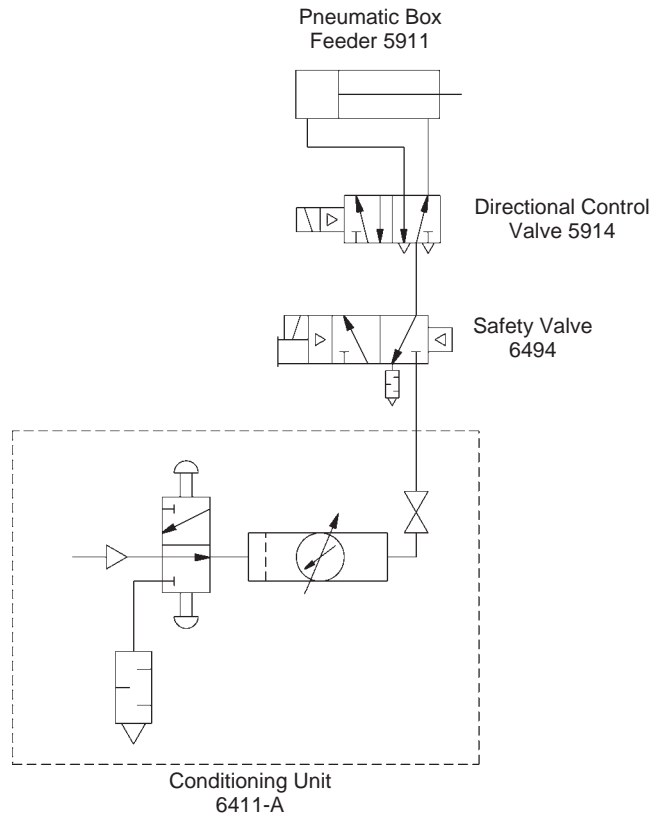 Pneumatic Box
Feeder 5911
Directional Control
Valve 5914
Safety Valve
6494
Conditioning Unit
6411-A